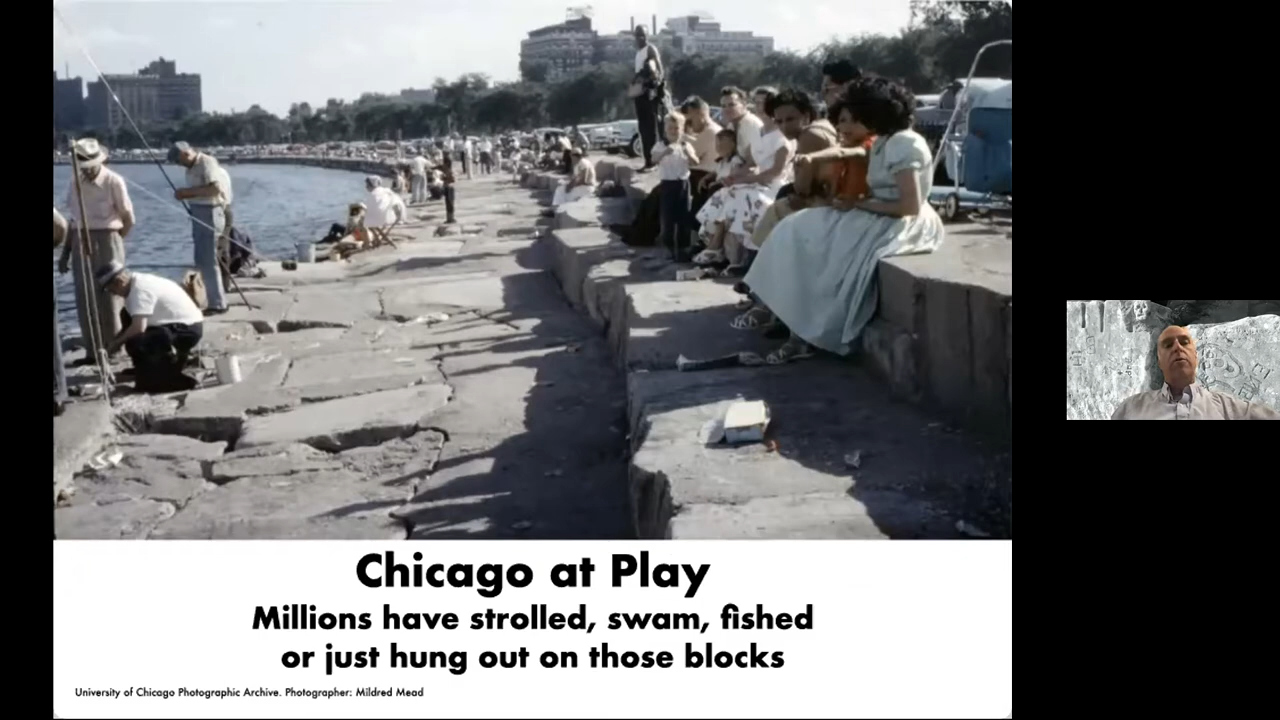 Chicago at Play
Millions have strolled, swam, fished
or just hung out on those blocks
University of Chicago Photographic Archive. Photographer: Mildred Mead